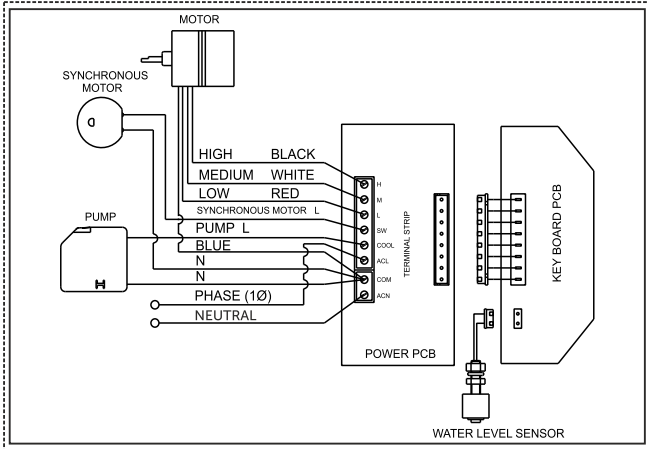 MOTOR
SYNCHRONOUS
MOTOR
HIGH BLACK
MEDIUM WHITE
LOW RED
SYNCHRONOUS MOTOR L
PUMP L
BLUE
N
N
PHASE (1Ø)
NEUTRAL
PUMP
H
M
L
SW
COOL
ACL
COM
ACN
TERMINAL STRIP
POWER PCB
KEY BOARD PCB
WATER LEVEL SENSOR